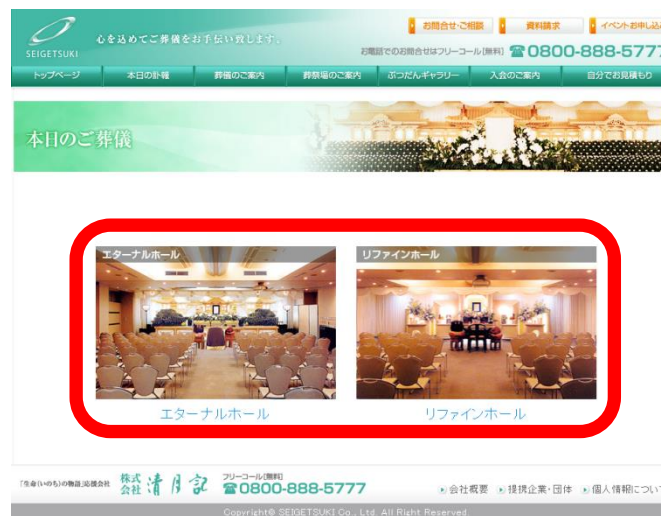 SEIGETSUKI
心を込めてご葬儀をお手伝い致します。
お問合せ・ご相談 資料請求 イベントお申し込み
お電話でのお問合せはフリーコール[無料] ☎0800-888-5777
トップページ 本日の訃報 葬儀のご案内 葬祭場のご案内 ぶつだんギャラリー 入会のご案内 自分でお見積もり
本日のご葬儀
エターナルホール リファインホール
エターナルホール リファインホール
「生命(いのち)の物語」応援会社 株式会社 清月記 フリーコール[無料] ☎0800-888-5777
会社概要 提携企業・団体 個人情報について
Copyright© SEIGETSUKI Co., Ltd. All Right Reserved.